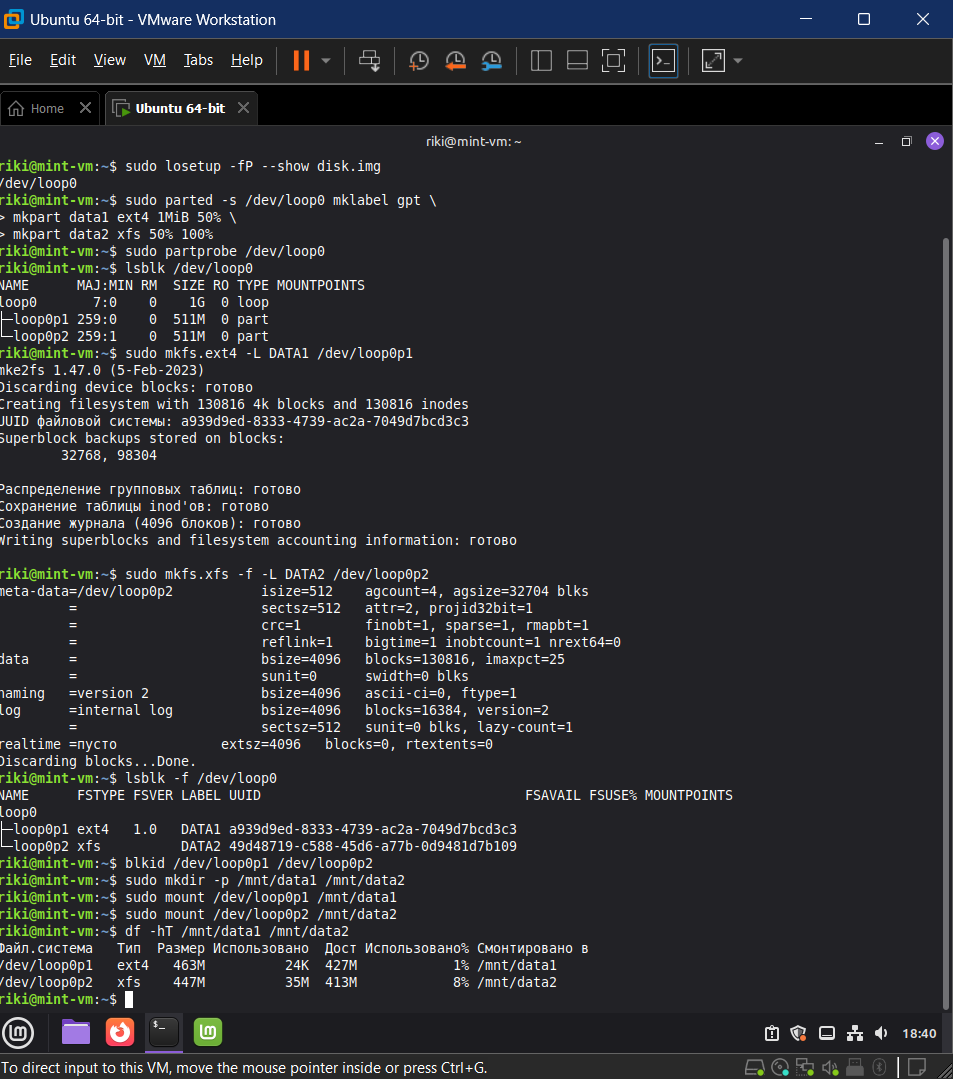 Ubuntu 64-bit - VMware Workstation
File Edit View VM Tabs Help
Home Ubuntu 64-bit
riki@mint-vm: ~
riki@mint-vm:~$ sudo losetup -fP --show disk.img
/dev/loop0
riki@mint-vm:~$ sudo parted -s /dev/loop0 mklabel gpt \
> mkpart data1 ext4 1MiB 50% \
> mkpart data2 xfs 50% 100%
riki@mint-vm:~$ sudo partprobe /dev/loop0
riki@mint-vm:~$ lsblk /dev/loop0
NAME      MAJ:MIN RM  SIZE RO TYPE MOUNTPOINTS
loop0       7:0    0    1G  0 loop
├─loop0p1 259:0    0  511M  0 part
└─loop0p2 259:1    0  511M  0 part
riki@mint-vm:~$ sudo mkfs.ext4 -L DATA1 /dev/loop0p1
mke2fs 1.47.0 (5-Feb-2023)
Discarding device blocks: готово
Creating filesystem with 130816 4k blocks and 130816 inodes
UUID файловой системы: a939d9ed-8333-4739-ac2a-7049d7bcd3c3
Superblock backups stored on blocks:
        32768, 98304
Распределение групповых таблиц: готово
Сохранение таблицы inod'ов: готово
Создание журнала (4096 блоков): готово
Writing superblocks and filesystem accounting information: готово
riki@mint-vm:~$ sudo mkfs.xfs -f -L DATA2 /dev/loop0p2
meta-data=/dev/loop0p2           isize=512    agcount=4, agsize=32704 blks
         =                       sectsz=512   attr=2, projid32bit=1
         =                       crc=1        finobt=1, sparse=1, rmapbt=1
         =                       reflink=1    bigtime=1 inobtcount=1 nrext64=0
data     =                       bsize=4096   blocks=130816, imaxpct=25
         =                       sunit=0      swidth=0 blks
naming   =version 2              bsize=4096   ascii-ci=0, ftype=1
log      =internal log           bsize=4096   blocks=16384, version=2
         =                       sectsz=512   sunit=0 blks, lazy-count=1
realtime =пусто             extsz=4096   blocks=0, rtextents=0
Discarding blocks...Done.
riki@mint-vm:~$ lsblk -f /dev/loop0
NAME      FSTYPE FSVER LABEL UUID                                 FSAVAIL FSUSE% MOUNTPOINTS
loop0
├─loop0p1 ext4   1.0   DATA1 a939d9ed-8333-4739-ac2a-7049d7bcd3c3
└─loop0p2 xfs          DATA2 49d48719-c588-45d6-a77b-0d9481d7b109
riki@mint-vm:~$ blkid /dev/loop0p1 /dev/loop0p2
riki@mint-vm:~$ sudo mkdir -p /mnt/data1 /mnt/data2
riki@mint-vm:~$ sudo mount /dev/loop0p1 /mnt/data1
riki@mint-vm:~$ sudo mount /dev/loop0p2 /mnt/data2
riki@mint-vm:~$ df -hT /mnt/data1 /mnt/data2
Файл.система   Тип  Размер Использовано  Дост Использовано% Смонтировано в
/dev/loop0p1   ext4   463M          24K  427M            1% /mnt/data1
/dev/loop0p2   xfs    447M          35M  413M            8% /mnt/data2
riki@mint-vm:~$
18:40
To direct input to this VM, move the mouse pointer inside or press Ctrl+G.